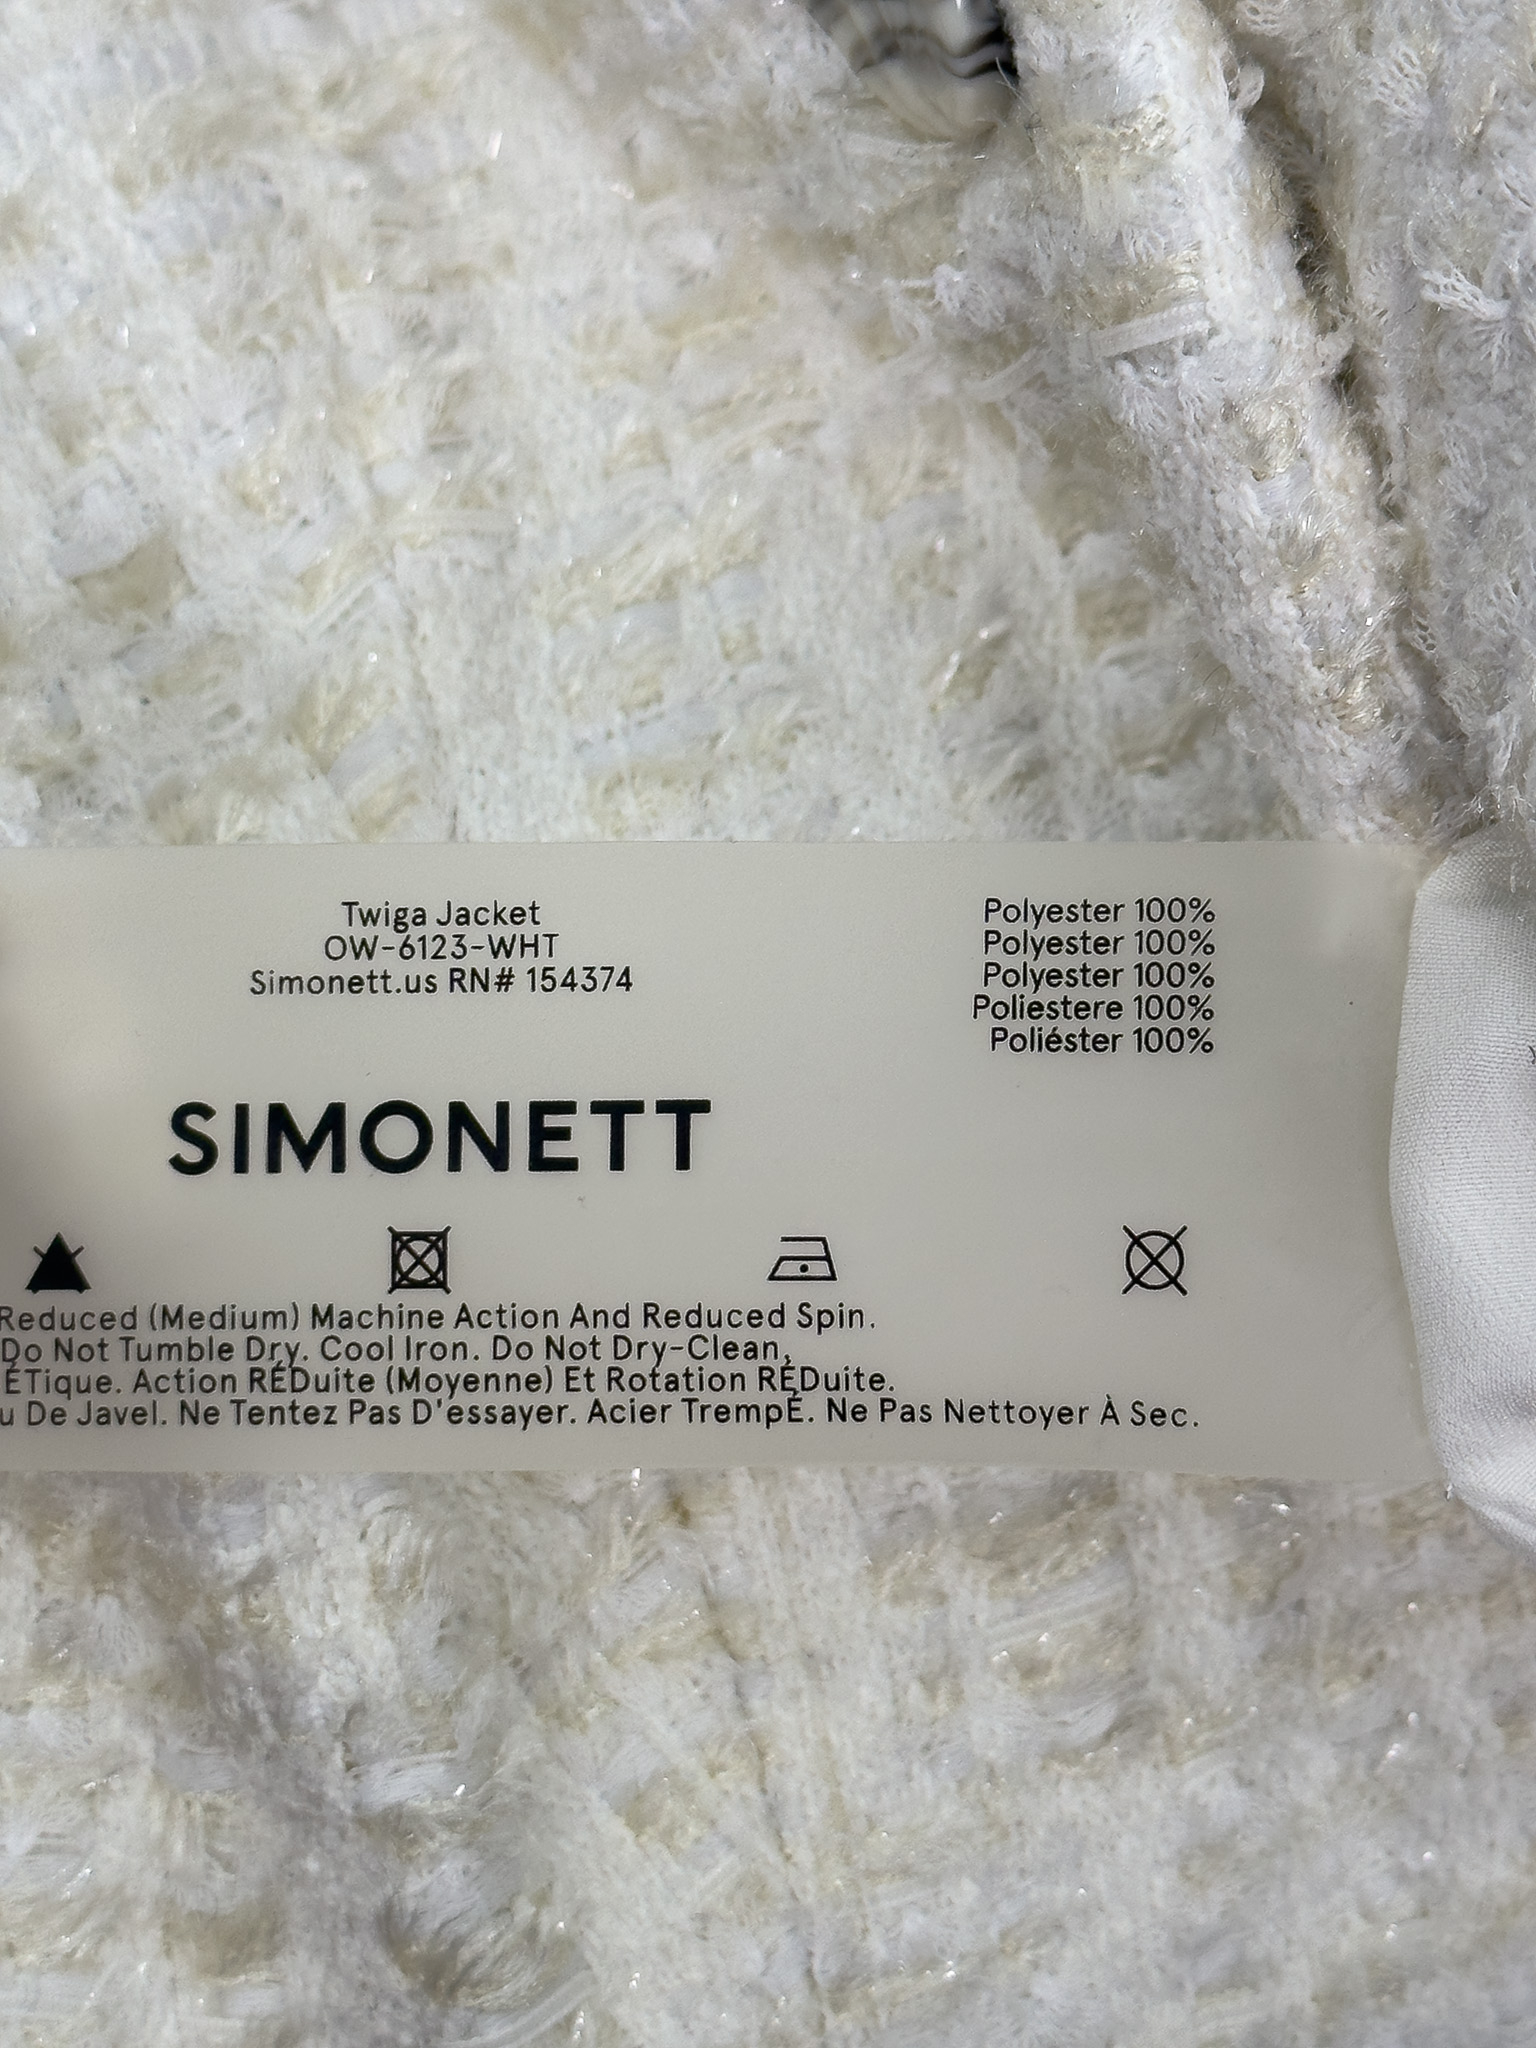 Twiga Jacket
OW-6123-WHT
Simonett.us RN# 154374
Polyester 100%
Polyester 100%
Polyester 100%
Poliestere 100%
Poliéster 100%
SIMONETT
Reduced (Medium) Machine Action And Reduced Spin.
Do Not Tumble Dry. Cool Iron. Do Not Dry-Clean,
ÉTique. Action RÉDuite (Moyenne) Et Rotation RÉDuite.
u De Javel. Ne Tentez Pas D'essayer. Acier TrempÉ. Ne Pas Nettoyer À Sec.